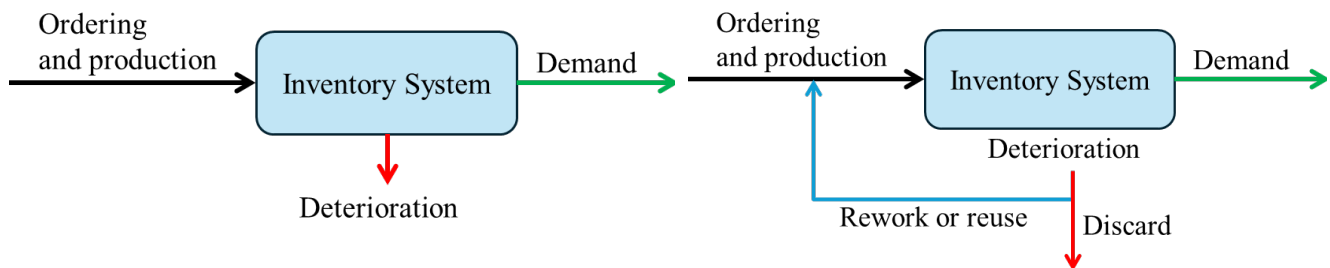 Ordering
and production
Inventory System
Demand
Deterioration
Ordering
and production
Inventory System
Demand
Deterioration
Rework or reuse
Discard